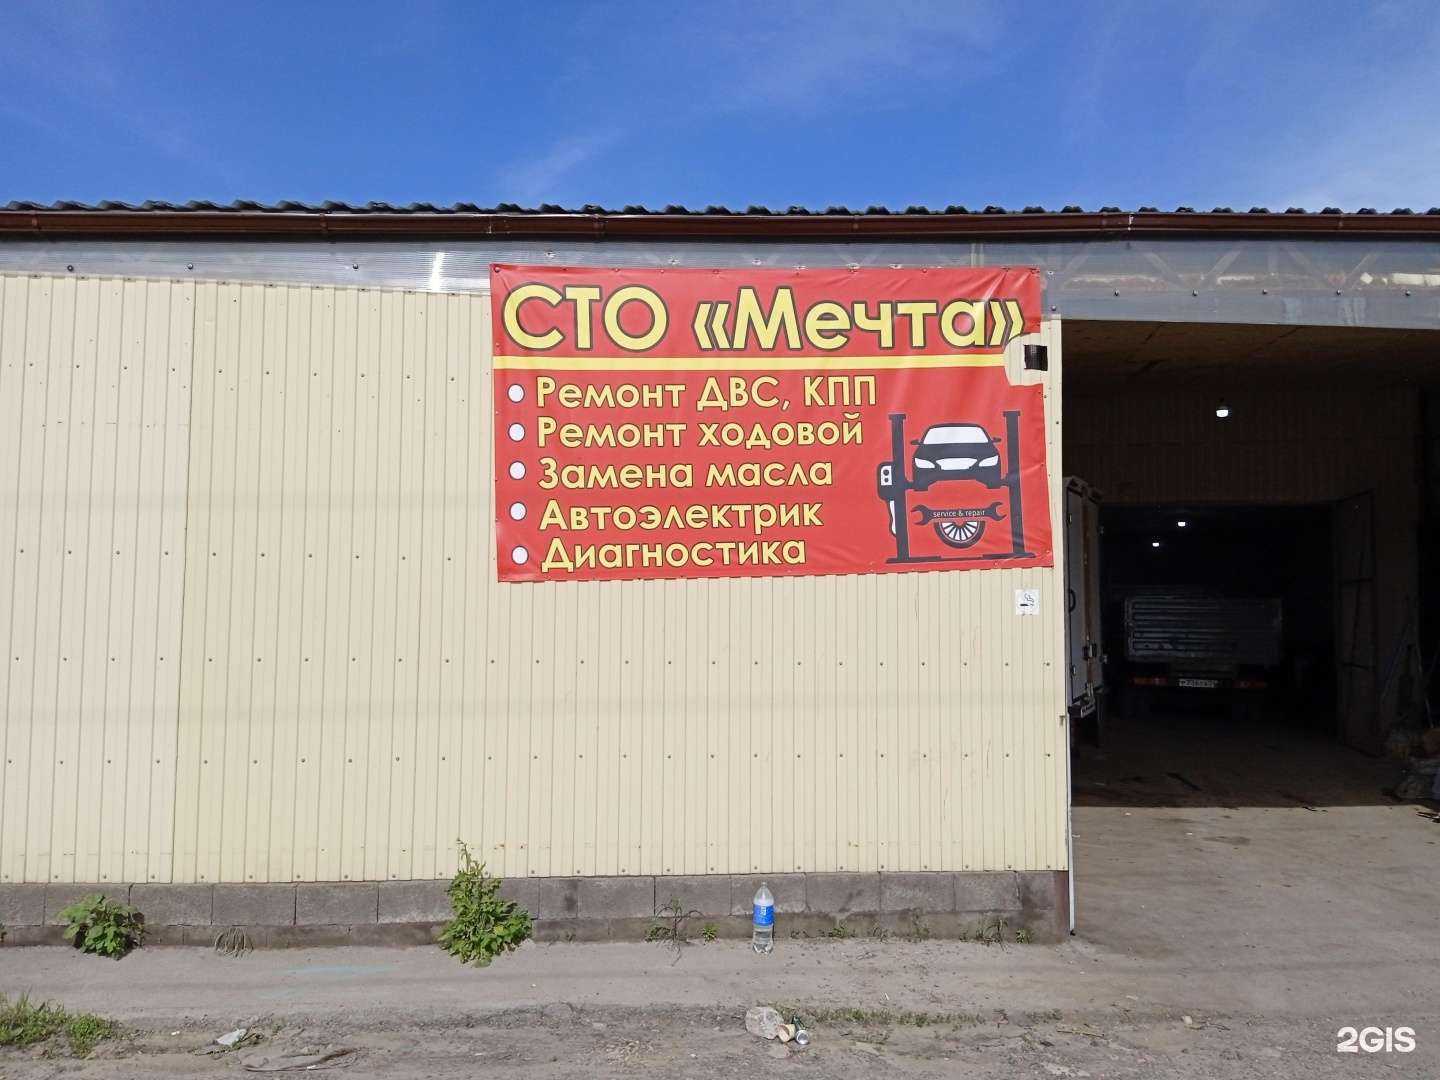 СТО «Мечта»
Ремонт ДВС, КПП
Ремонт ходовой
Замена масла
Автоэлектрик
Диагностика
service & repair
2GIS